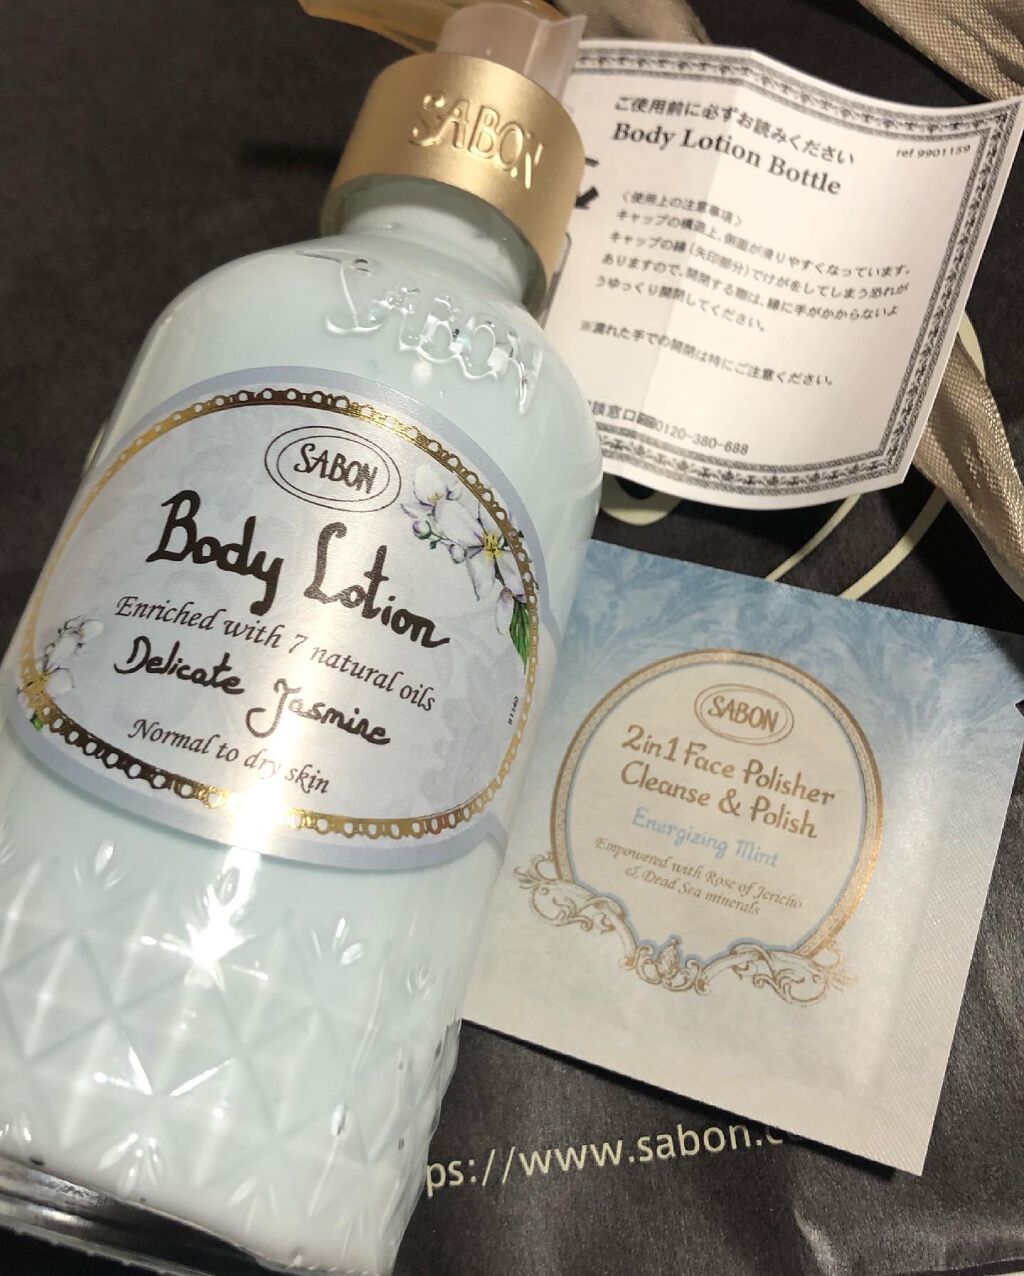 SABON
SABON
SABON
Body Lotion
Enriched with 7 natural oils
Delicate Jasmine
Normal to dry skin
51140
ご使用前に必ずお読みください
Body Lotion Bottle
ref 9901159
〈使用上の注意事項〉
キャップの構造上、側面が滑りやすくなっています。
キャップの縁(矢印部分)でけがをしてしまう恐れが
ありますので、開閉する際は、縁に手がかからないよ
うゆっくり開閉してください。
※濡れた手での開閉は特にご注意ください。
談窓口 0120-380-688
SABON
2in1 Face Polisher
Cleanse & Polish
Energizing Mint
Empowered with Rose of Jericho
& Dead Sea minerals
ps://www.sabon.c